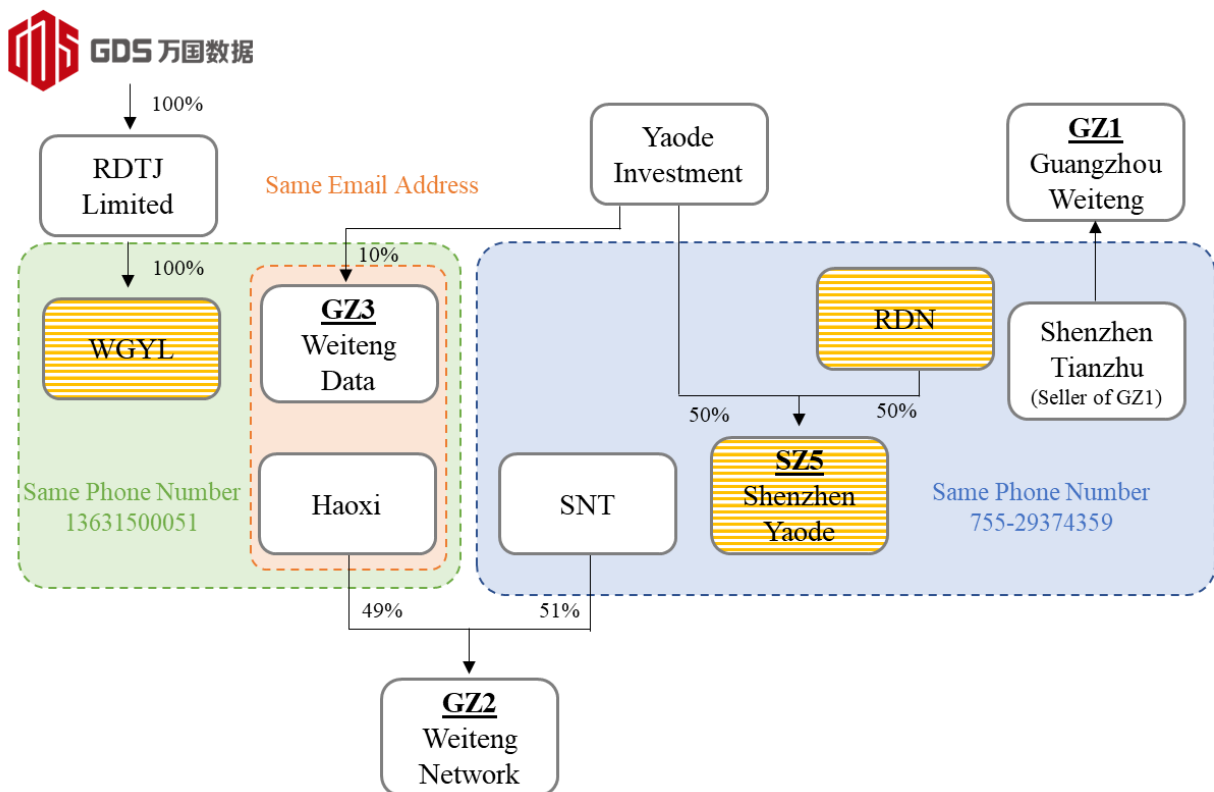 GDS 万国数据
100%
RDTJ
Limited
Yaode
Investment
GZ1
Guangzhou
Weiteng
Same Email Address
100%
10%
WGYL
GZ3
Weiteng
Data
RDN
Shenzhen
Tianzhu
(Seller of GZ1)
50%
50%
Same Phone Number
13631500051
Haoxi
SNT
SZ5
Shenzhen
Yaode
Same Phone Number
755-29374359
49%
51%
GZ2
Weiteng
Network